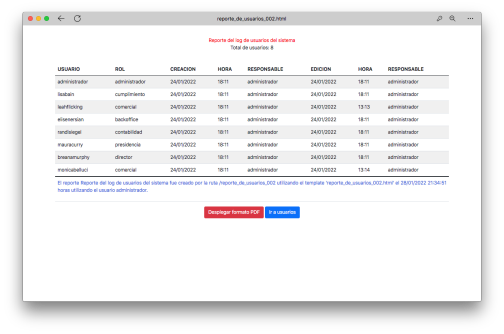 reporte_de_usuarios_002.html
Reporte del log de usuarios del sistema
Total de usuarios: 8
USUARIO ROL CREACION HORA RESPONSABLE EDICION HORA RESPONSABLE
administrador administrador 24/01/2022 18:11 administrador 24/01/2022 18:11 administrador
lisabain cumplimiento 24/01/2022 18:11 administrador 24/01/2022 18:11 administrador
leahflicking comercial 24/01/2022 18:11 administrador 24/01/2022 13:13 administrador
elisenersian backoffice 24/01/2022 18:11 administrador 24/01/2022 18:11 administrador
rendisiegel contabilidad 24/01/2022 18:11 administrador 24/01/2022 18:11 administrador
mauracurry presidencia 24/01/2022 18:11 administrador 24/01/2022 18:11 administrador
breanamurphy director 24/01/2022 18:11 administrador 24/01/2022 18:11 administrador
monicabelluci comercial 24/01/2022 18:11 administrador 24/01/2022 13:14 administrador
El reporte Reporte del log de usuarios del sistema fue creado por la ruta /reporte_de_usuarios_002 utilizando el template 'reporte_de_usuarios_002.html' el 28/01/2022 21:34:51
horas utilizando el usuario administrador.
Desplegar formato PDF Ir a usuarios